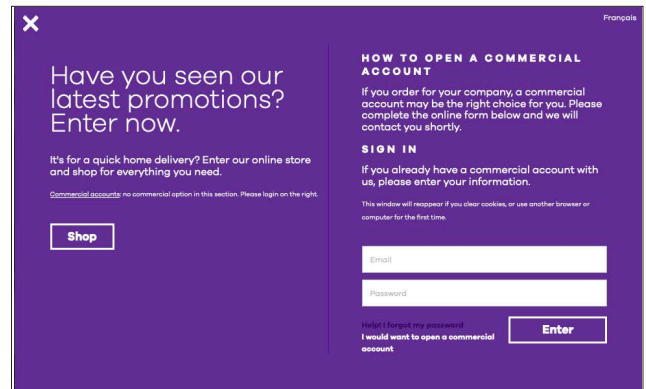 Français
Have you seen our
latest promotions?
Enter now.
It's for a quick home delivery? Enter our online store
and shop for everything you need.
Commercial accounts: no commercial option in this section. Please login on the right.
Shop
HOW TO OPEN A COMMERCIAL
ACCOUNT
If you order for your company, a commercial
account may be the right choice for you. Please
complete the online form below and we will
contact you shortly.
SIGN IN
If you already have a commercial account with
us, please enter your information.
This window will reappear if you clear cookies, or use another browser or
computer for the first time.
Email
Password
Help! I forgot my password
I would want to open a commercial
account
Enter